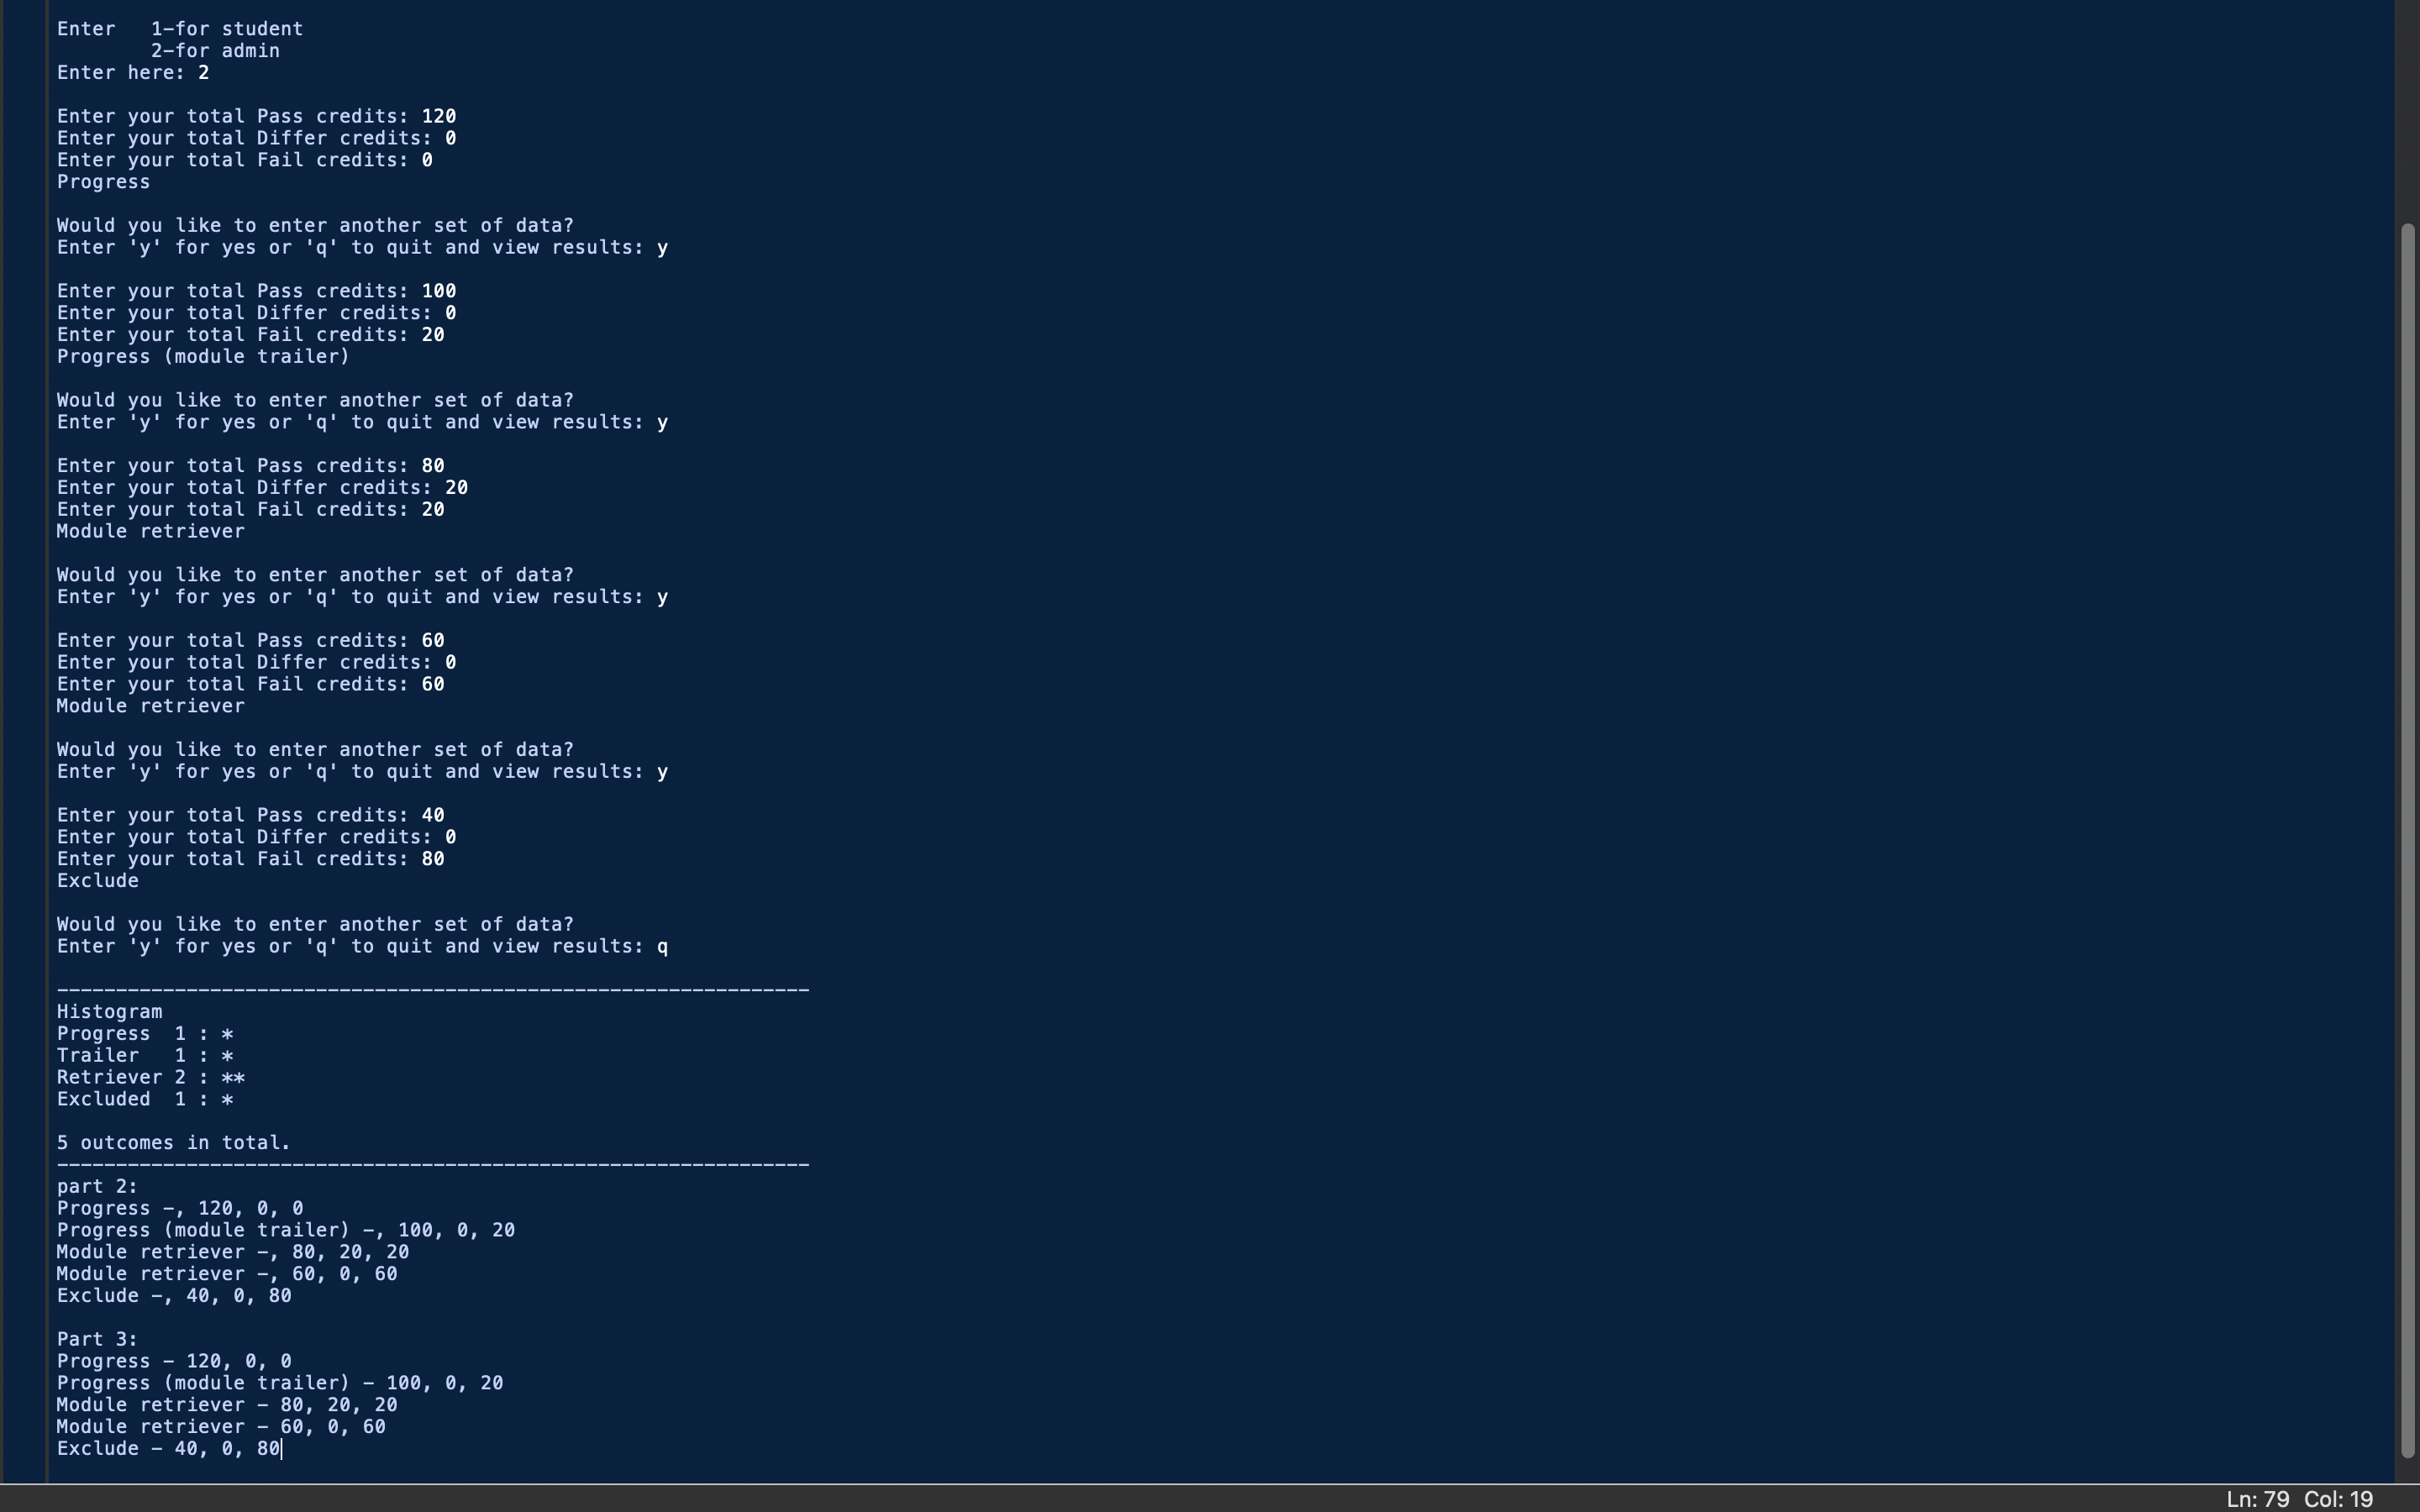 Enter   1-for student
        2-for admin
Enter here: 2
Enter your total Pass credits: 120
Enter your total Differ credits: 0
Enter your total Fail credits: 0
Progress
Would you like to enter another set of data?
Enter 'y' for yes or 'q' to quit and view results: y
Enter your total Pass credits: 100
Enter your total Differ credits: 0
Enter your total Fail credits: 20
Progress (module trailer)
Would you like to enter another set of data?
Enter 'y' for yes or 'q' to quit and view results: y
Enter your total Pass credits: 80
Enter your total Differ credits: 20
Enter your total Fail credits: 20
Module retriever
Would you like to enter another set of data?
Enter 'y' for yes or 'q' to quit and view results: y
Enter your total Pass credits: 60
Enter your total Differ credits: 0
Enter your total Fail credits: 60
Module retriever
Would you like to enter another set of data?
Enter 'y' for yes or 'q' to quit and view results: y
Enter your total Pass credits: 40
Enter your total Differ credits: 0
Enter your total Fail credits: 80
Exclude
Would you like to enter another set of data?
Enter 'y' for yes or 'q' to quit and view results: q
----------------------------------------------------------------
Histogram
Progress  1 : *
Trailer   1 : *
Retriever 2 : **
Excluded  1 : *
5 outcomes in total.
----------------------------------------------------------------
part 2:
Progress -, 120, 0, 0
Progress (module trailer) -, 100, 0, 20
Module retriever -, 80, 20, 20
Module retriever -, 60, 0, 60
Exclude -, 40, 0, 80
Part 3:
Progress - 120, 0, 0
Progress (module trailer) - 100, 0, 20
Module retriever - 80, 20, 20
Module retriever - 60, 0, 60
Exclude - 40, 0, 80
Ln: 79  Col: 19